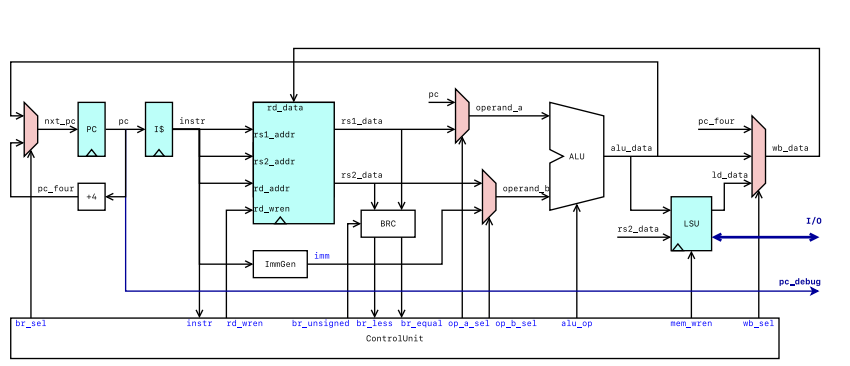 pc
operand_a
rd_data
nxt_pc
PC
pc
I$
instr
rs1_data
pc_four
rs1_addr
alu_data
wb_data
ALU
rs2_addr
rs2_data
ld_data
rd_addr
operand_b
pc_four
+4
rd_wren
BRC
LSU
I/O
rs2_data
imm
ImmGen
pc_debug
br_sel
instr
rd_wren
br_unsigned
br_less
br_equal
op_a_sel
op_b_sel
alu_op
mem_wren
wb_sel
ControlUnit